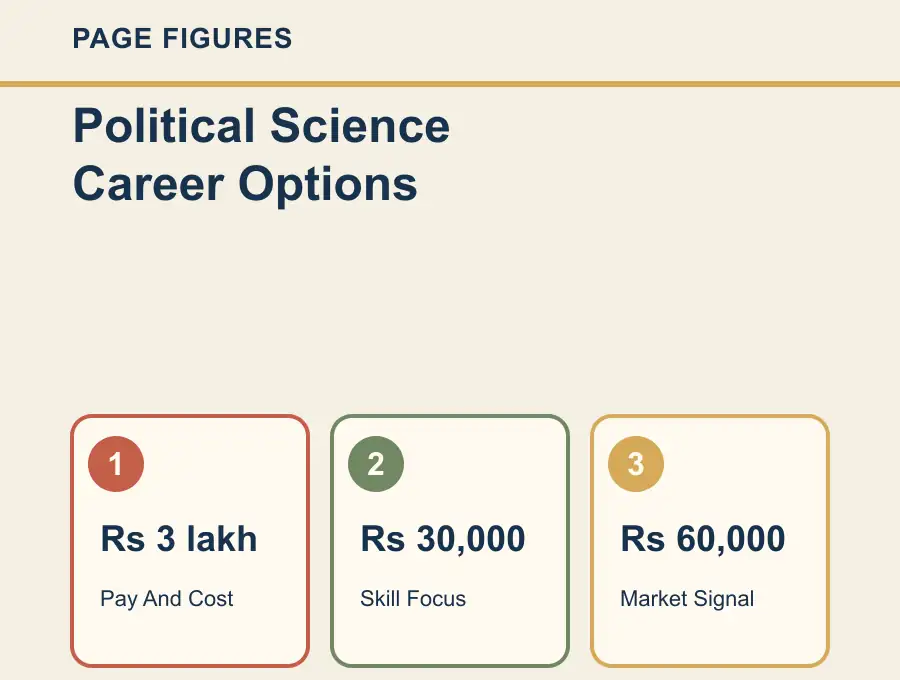 PAGE FIGURES
Political Science
Career Options
1
Rs 3 lakh
Pay And Cost
2
Rs 30,000
Skill Focus
3
Rs 60,000
Market Signal